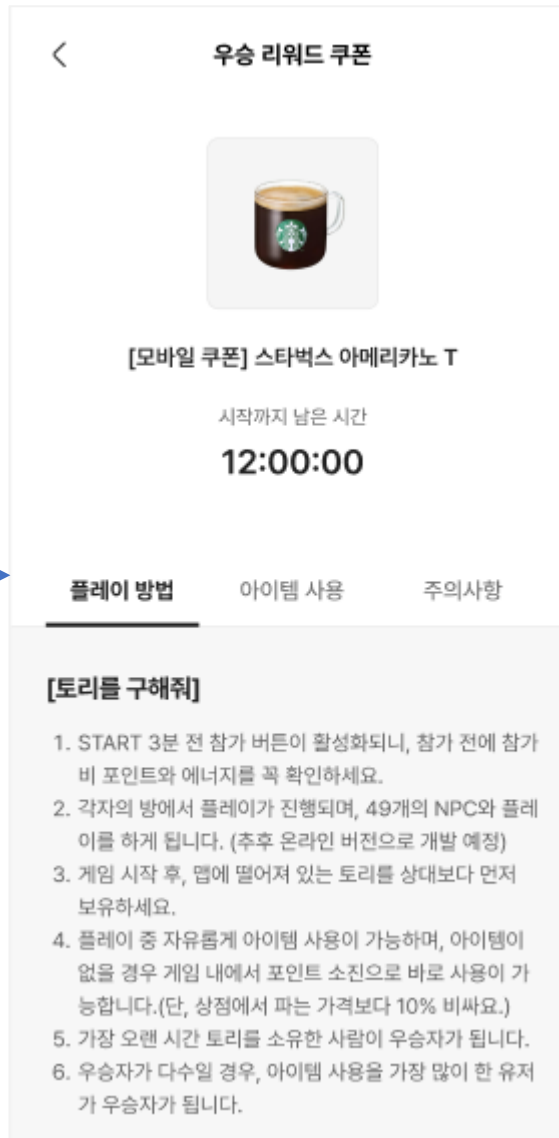 우승 리워드 쿠폰
[모바일 쿠폰] 스타벅스 아메리카노 T
시작까지 남은 시간
12:00:00
플레이 방법 아이템 사용 주의사항
[토리를 구해줘]
1. START 3분 전 참가 버튼이 활성화되니, 참가 전에 참가
비 포인트와 에너지를 꼭 확인하세요.
2. 각자의 방에서 플레이가 진행되며, 49개의 NPC와 플레
이를 하게 됩니다. (추후 온라인 버전으로 개발 예정)
3. 게임 시작 후, 맵에 떨어져 있는 토리를 상대보다 먼저
보유하세요.
4. 플레이 중 자유롭게 아이템 사용이 가능하며, 아이템이
없을 경우 게임 내에서 포인트 소진으로 바로 사용이 가
능합니다.(단, 상점에서 파는 가격보다 10% 비싸요.)
5. 가장 오랜 시간 토리를 소유한 사람이 우승자가 됩니다.
6. 우승자가 다수일 경우, 아이템 사용을 가장 많이 한 유저
가 우승자가 됩니다.